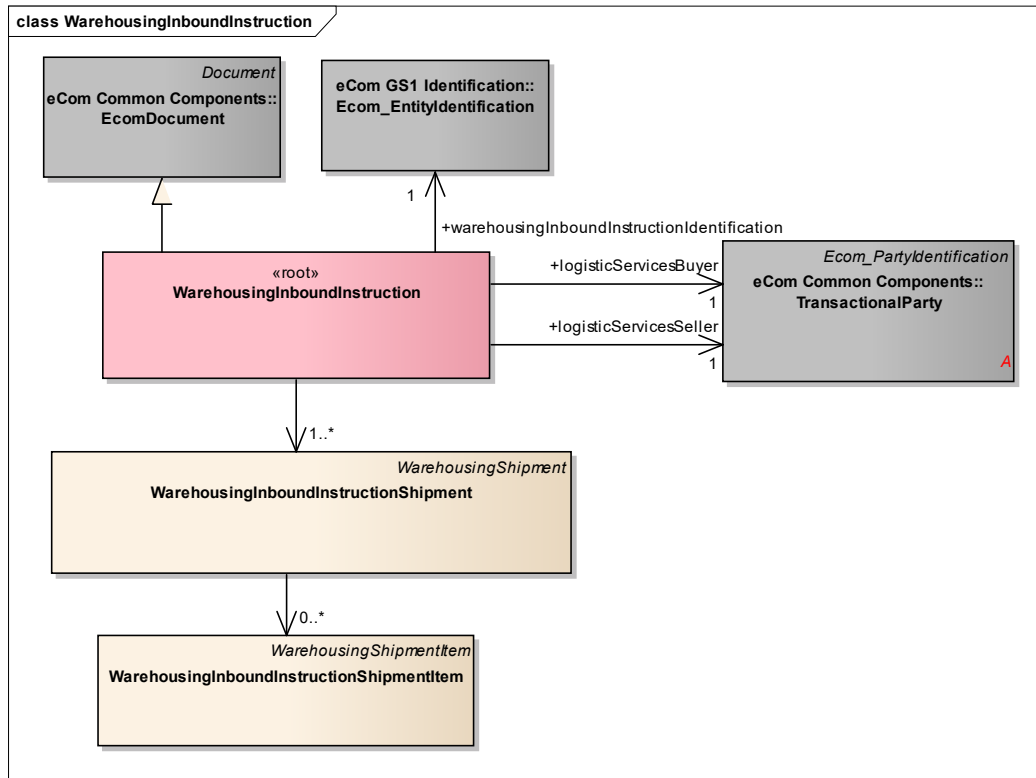 class WarehousingInboundInstruction
Document
eCom Common Components::
EcomDocument
eCom GS1 Identification::
Ecom_EntityIdentification
1
+warehousingInboundInstructionIdentification
«root»
WarehousingInboundInstruction
+logisticServicesBuyer
1
+logisticServicesSeller
1
Ecom_PartyIdentification
eCom Common Components::
TransactionalParty
A
1..*
WarehousingShipment
WarehousingInboundInstructionShipment
0..*
WarehousingShipmentItem
WarehousingInboundInstructionShipmentItem